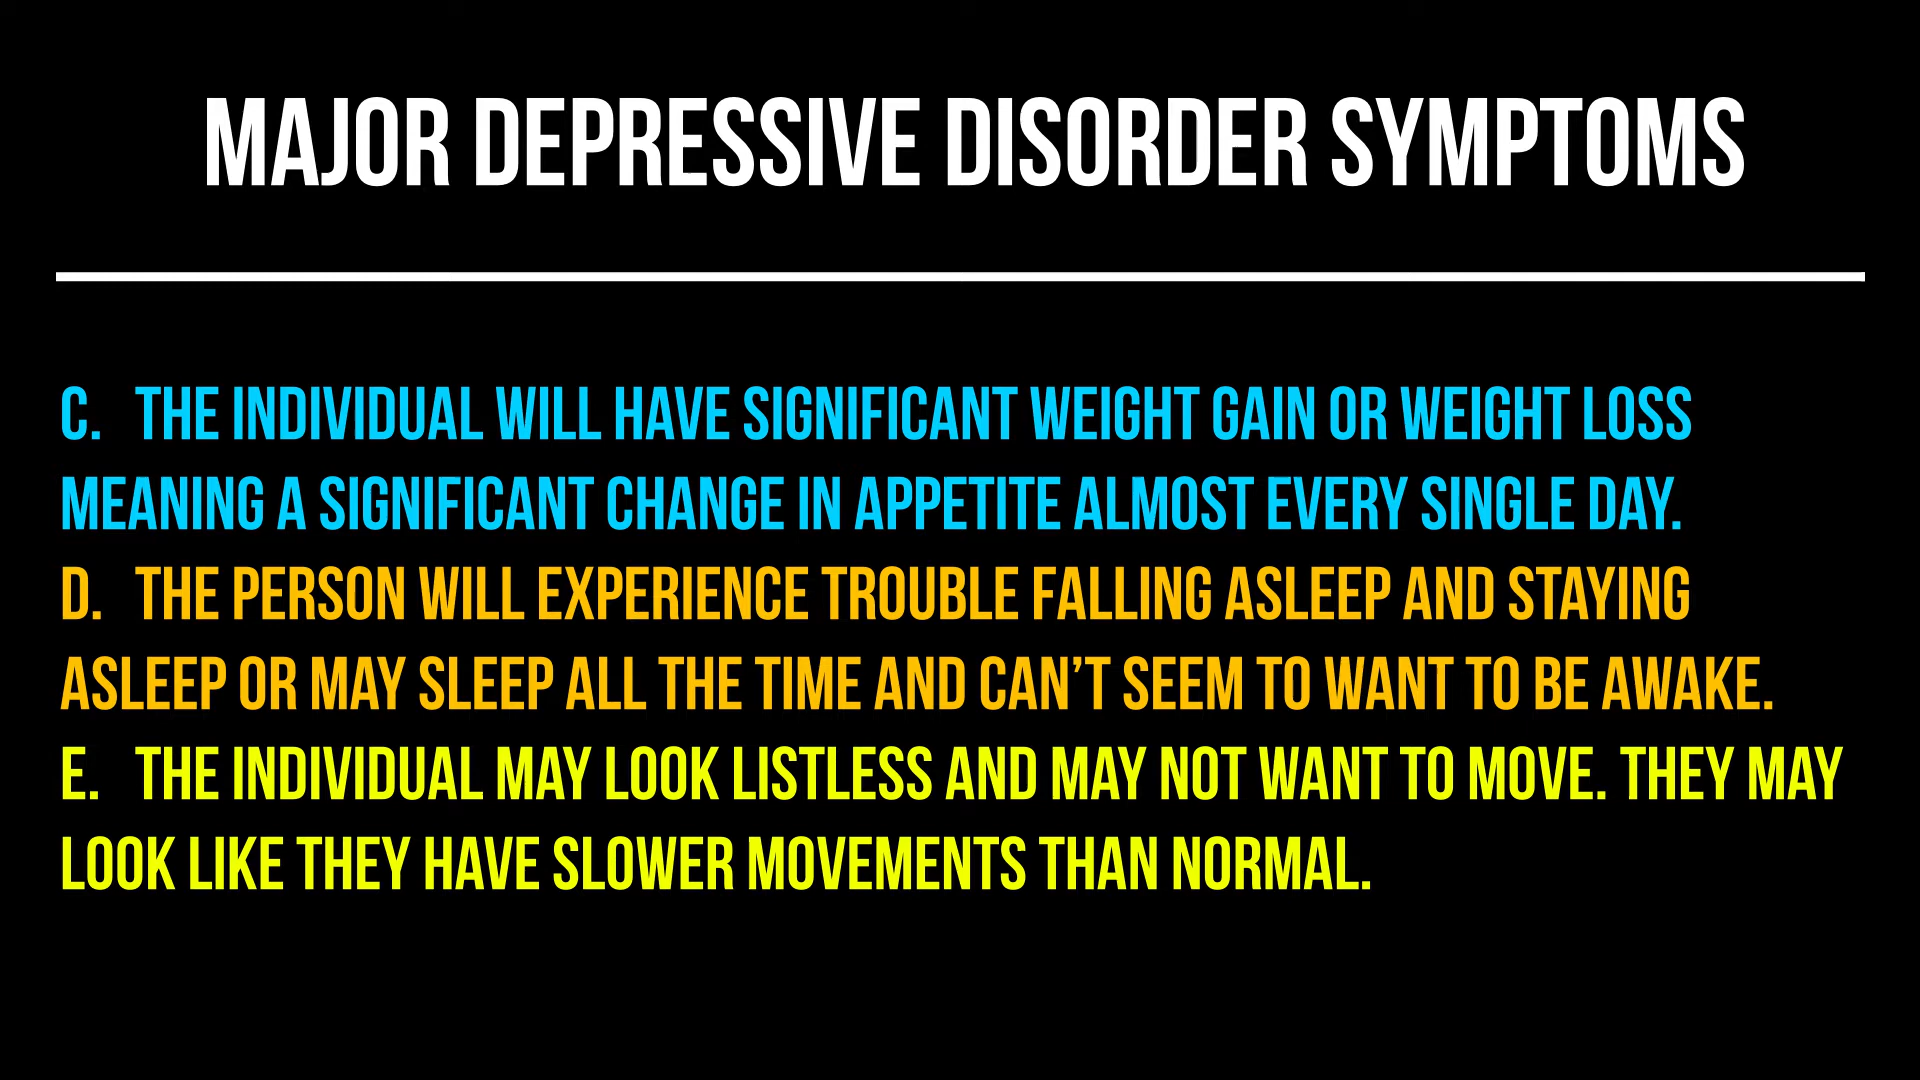 MAJOR DEPRESSIVE DISORDER SYMPTOMS
C. THE INDIVIDUAL WILL HAVE SIGNIFICANT WEIGHT GAIN OR WEIGHT LOSS
MEANING A SIGNIFICANT CHANGE IN APPETITE ALMOST EVERY SINGLE DAY.
D. THE PERSON WILL EXPERIENCE TROUBLE FALLING ASLEEP AND STAYING
ASLEEP OR MAY SLEEP ALL THE TIME AND CAN’T SEEM TO WANT TO BE AWAKE.
E. THE INDIVIDUAL MAY LOOK LISTLESS AND MAY NOT WANT TO MOVE. THEY MAY
LOOK LIKE THEY HAVE SLOWER MOVEMENTS THAN NORMAL.